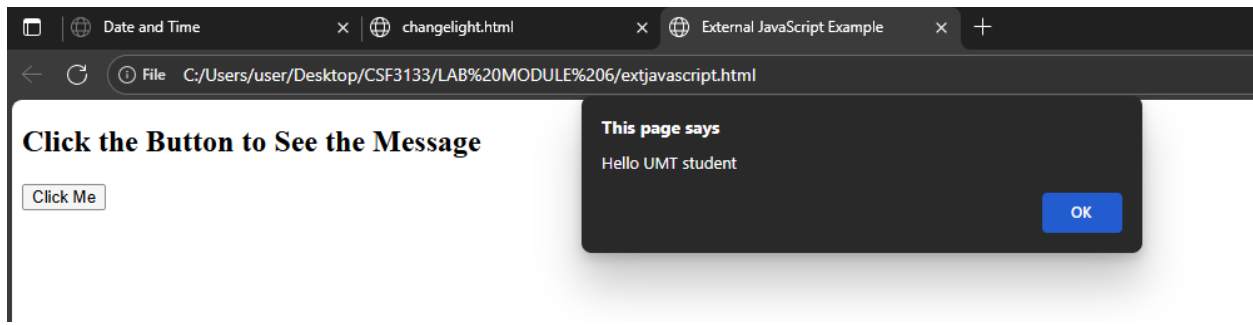 Date and Time
changelight.html
External JavaScript Example
File C:/Users/user/Desktop/CSF3133/LAB%20MODULE%206/extjavascript.html
This page says
Hello UMT student
OK
Click the Button to See the Message
Click Me